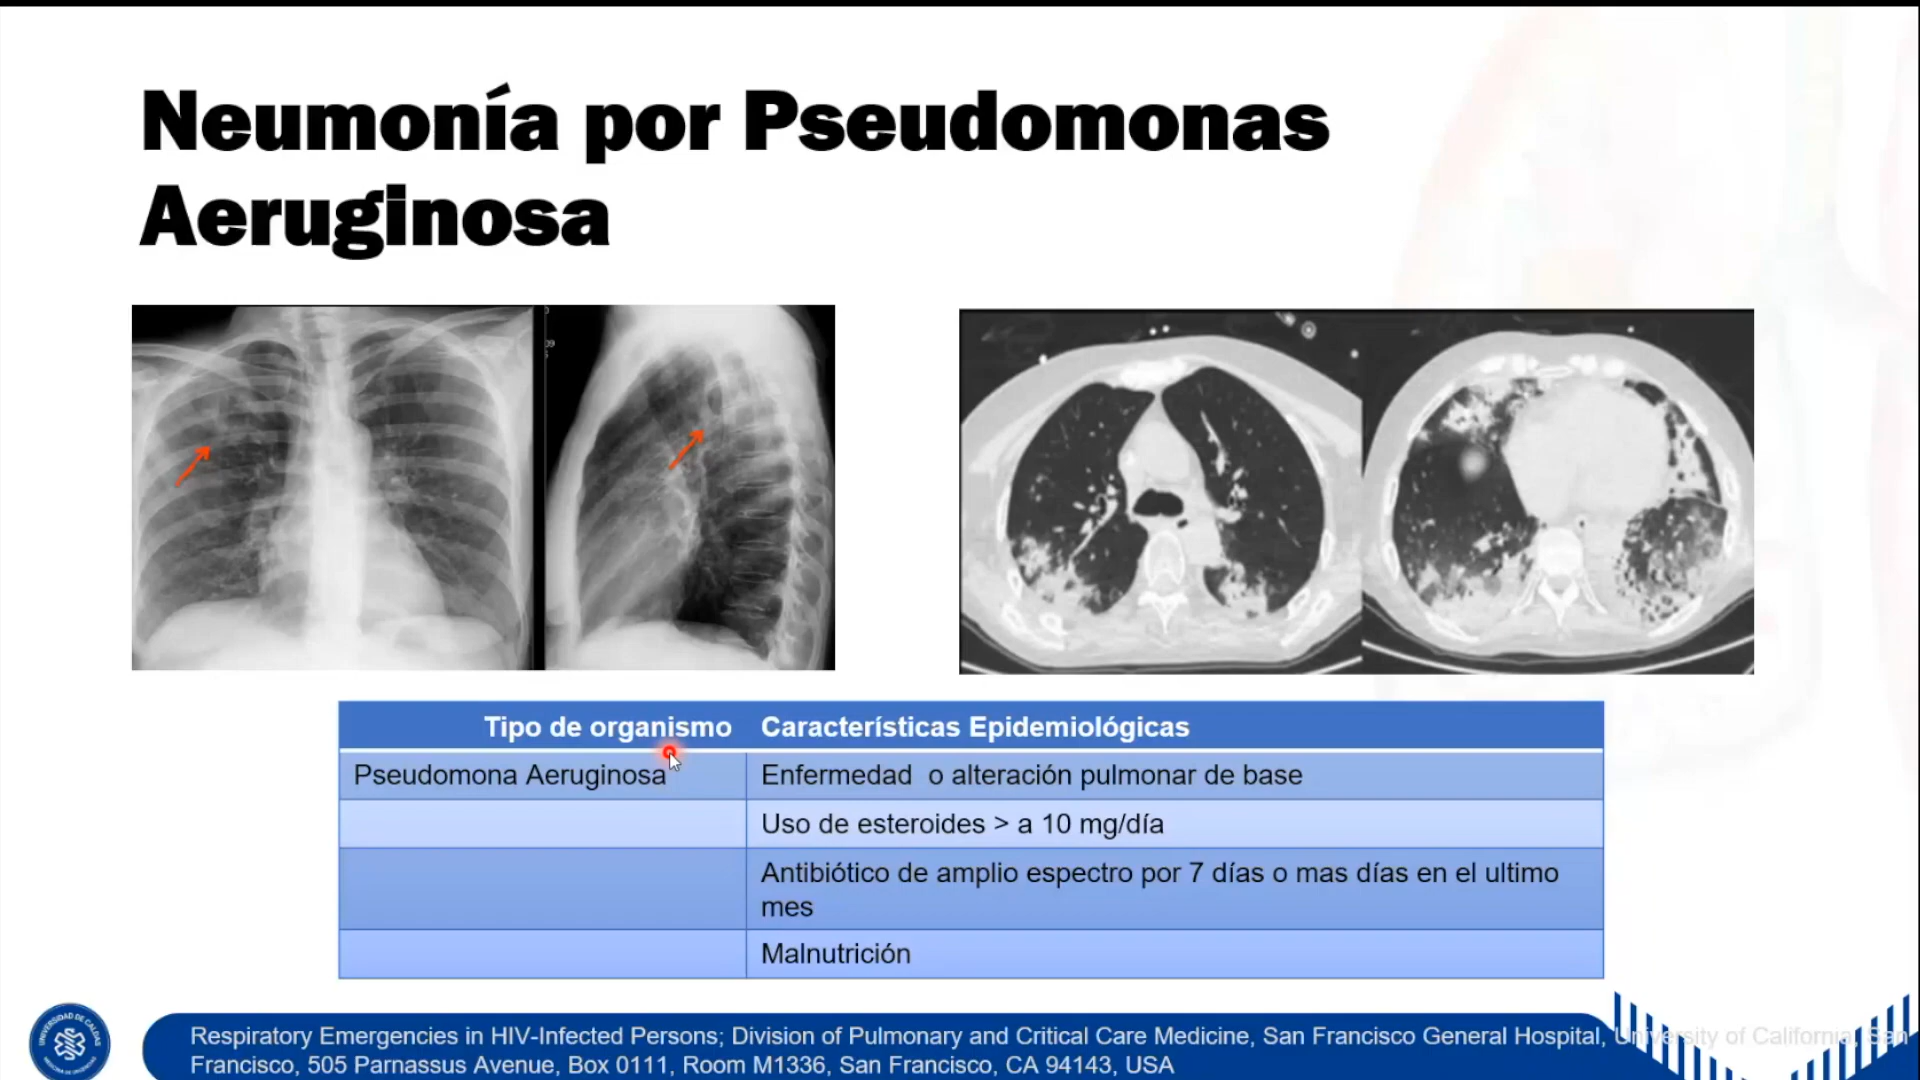 Neumonía por Pseudomonas
Aeruginosa
Tipo de organismo
Características Epidemiológicas
Pseudomona Aeruginosa
Enfermedad o alteración pulmonar de base
Uso de esteroides > a 10 mg/día
Antibiótico de amplio espectro por 7 días o mas días en el ultimo
mes
Malnutrición
UNIVERSIDAD DE CALDAS
Respiratory Emergencies in HIV-Infected Persons; Division of Pulmonary and Critical Care Medicine, San Francisco General Hospital, University of California, San
Francisco, 505 Parnassus Avenue, Box 0111, Room M1336, San Francisco, CA 94143, USA